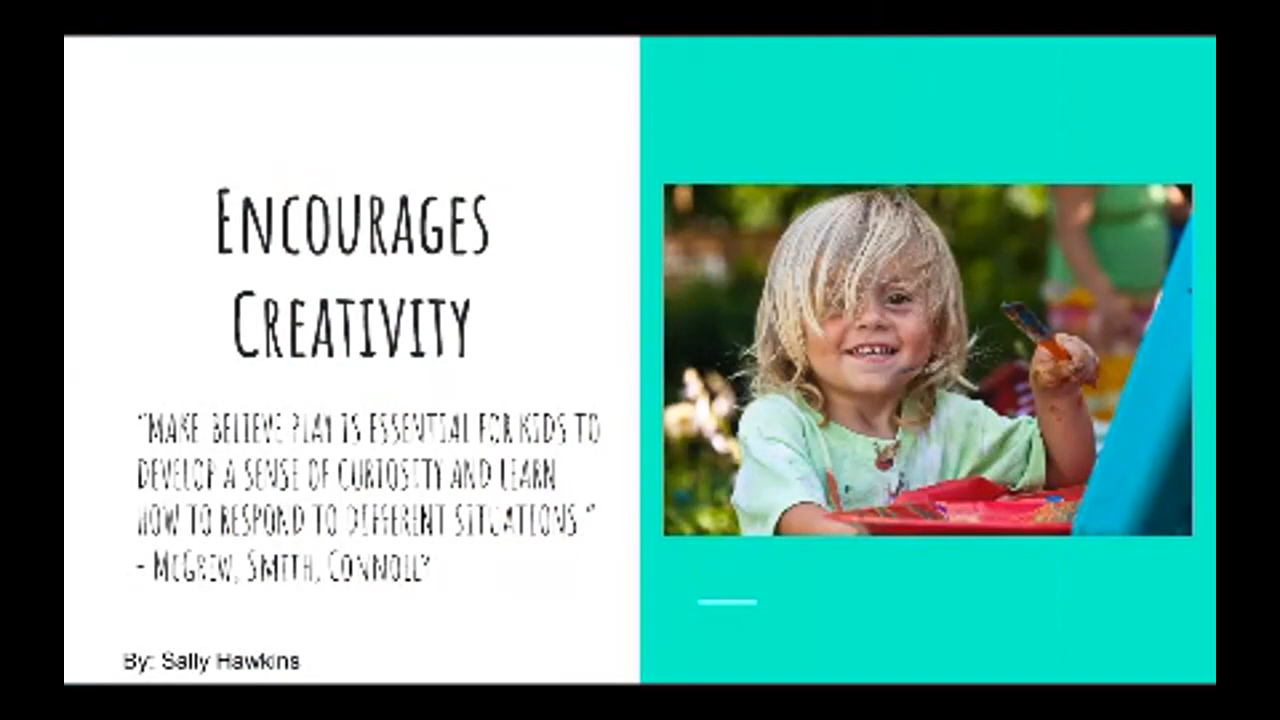 Encourages
Creativity
"Make believe play is essential for kids to
develop a sense of curiosity and learn
how to respond to different situations."
- McGrew, Smith, Connolly
By: Sally Hawkins